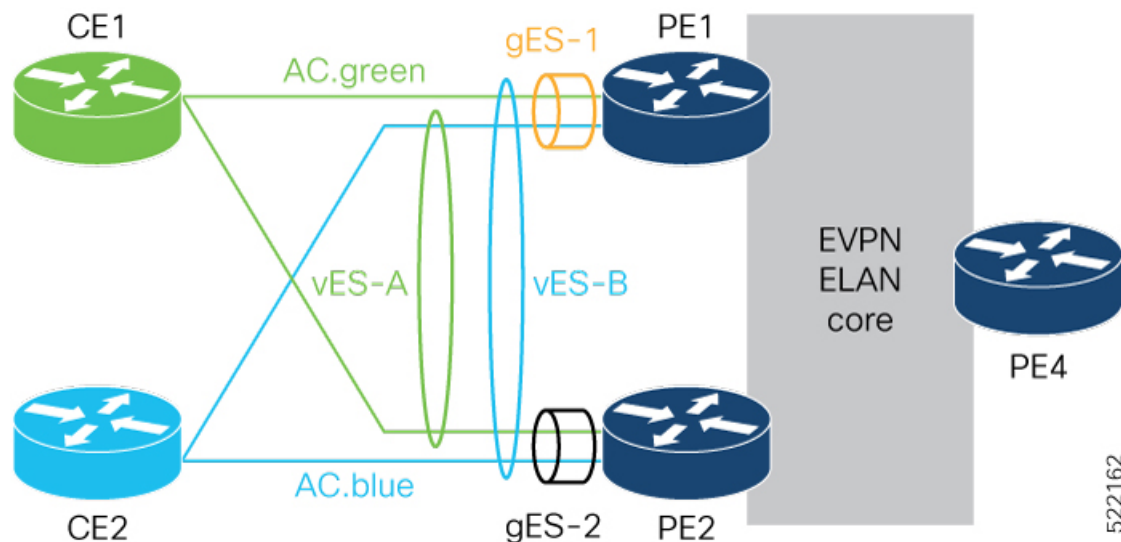 CE1
PE1
gES-1
AC.green
vES-A
vES-B
EVPN
ELAN
core
PE4
AC.blue
CE2
gES-2
PE2
522162